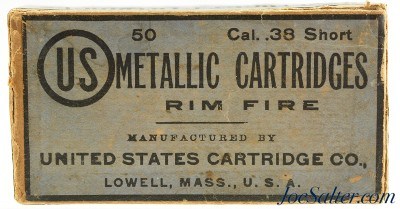 50 Cal. .38 Short
US METALLIC CARTRIDGES
RIM FIRE
MANUFACTURED BY
UNITED STATES CARTRIDGE CO.,
LOWELL, MASS., U. S. A.
JoeSalter.com